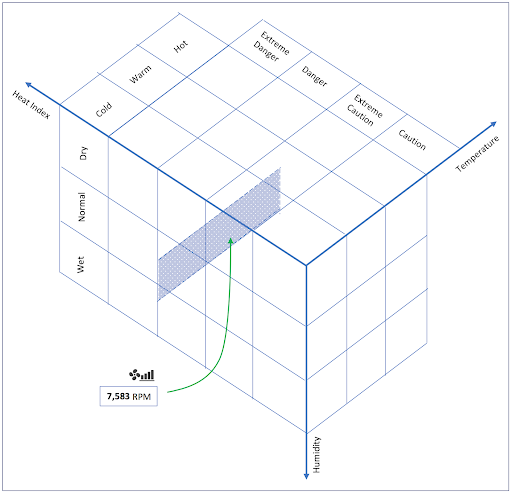 Extreme
Danger
Danger
Extreme
Caution
Caution
Hot
Warm
Cold
Heat Index
Temperature
Dry
Normal
Wet
7,583 RPM
Humidity